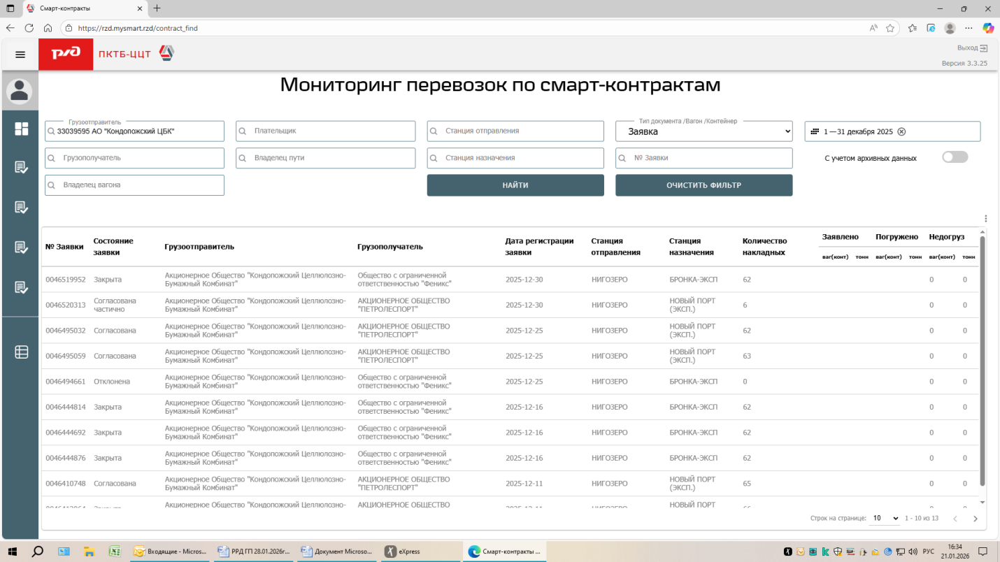 Смарт-контракты
https://rzd.mysmart.rzd/contract_find
ржд
ПКТБ-ЦЦТ
Выход
Версия 3.3.25
Мониторинг перевозок по смарт-контрактам
Грузоотправитель
33039595 АО "Кондопожский ЦБК"
Плательщик
Станция отправления
Тип документа /Вагон /Контейнер
Заявка
1 — 31 декабря 2025
Грузополучатель
Владелец пути
Станция назначения
№ Заявки
С учетом архивных данных
Владелец вагона
НАЙТИ
ОЧИСТИТЬ ФИЛЬТР
№ Заявки Состояние заявки Грузоотправитель Грузополучатель Дата регистрации заявки Станция отправления Станция назначения Количество накладных Заявлено Погружено Недогруз
ваг(конт) тонн ваг(конт) тонн ваг(конт) тонн
0046519952 Закрыта Акционерное Общество "Кондопожский Целлюлозно-Бумажный Комбинат" Общество с ограниченной ответственностью "Феникс" 2025-12-30 НИГОЗЕРО БРОНКА-ЭКСП 62 0 0
0046520313 Согласована частично Акционерное Общество "Кондопожский Целлюлозно-Бумажный Комбинат" АКЦИОНЕРНОЕ ОБЩЕСТВО "ПЕТРОЛЕСПОРТ" 2025-12-30 НИГОЗЕРО НОВЫЙ ПОРТ (ЭКСП.) 6 0 0
0046495032 Согласована Акционерное Общество "Кондопожский Целлюлозно-Бумажный Комбинат" АКЦИОНЕРНОЕ ОБЩЕСТВО "ПЕТРОЛЕСПОРТ" 2025-12-25 НИГОЗЕРО НОВЫЙ ПОРТ (ЭКСП.) 62 0 0
0046495059 Согласована Акционерное Общество "Кондопожский Целлюлозно-Бумажный Комбинат" АКЦИОНЕРНОЕ ОБЩЕСТВО "ПЕТРОЛЕСПОРТ" 2025-12-25 НИГОЗЕРО НОВЫЙ ПОРТ (ЭКСП.) 63 0 0
0046494661 Отклонена Акционерное Общество "Кондопожский Целлюлозно-Бумажный Комбинат" Общество с ограниченной ответственностью "Феникс" 2025-12-25 НИГОЗЕРО БРОНКА-ЭКСП 0 0 0
0046444814 Закрыта Акционерное Общество "Кондопожский Целлюлозно-Бумажный Комбинат" Общество с ограниченной ответственностью "Феникс" 2025-12-16 НИГОЗЕРО БРОНКА-ЭКСП 62 0 0
0046444692 Закрыта Акционерное Общество "Кондопожский Целлюлозно-Бумажный Комбинат" Общество с ограниченной ответственностью "Феникс" 2025-12-16 НИГОЗЕРО БРОНКА-ЭКСП 62 0 0
0046444876 Закрыта Акционерное Общество "Кондопожский Целлюлозно-Бумажный Комбинат" Общество с ограниченной ответственностью "Феникс" 2025-12-16 НИГОЗЕРО БРОНКА-ЭКСП 62 0 0
0046410748 Согласована Акционерное Общество "Кондопожский Целлюлозно-Бумажный Комбинат" АКЦИОНЕРНОЕ ОБЩЕСТВО "ПЕТРОЛЕСПОРТ" 2025-12-11 НИГОЗЕРО НОВЫЙ ПОРТ (ЭКСП.) 65 0 0
Акционерное Общество "Кондопожский Целлюлозно- АКЦИОНЕРНОЕ ОБЩЕСТВО НОВЫЙ ПОРТ
Строк на странице: 10 1 - 10 из 13
Входящие - Micros...
РРД ГП 28.01.2026г...
Документ Microso...
eXpress
Смарт-контракты ...
РУС
16:34
21.01.2026